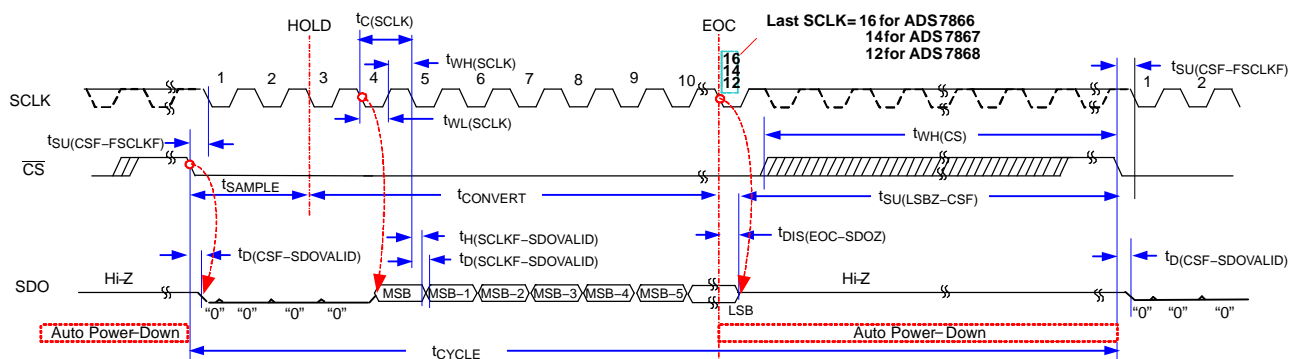 HOLD
EOC
Last SCLK= 16 for ADS7866
14 for ADS7867
12 for ADS7868
tC(SCLK)
tWH(SCLK)
tWL(SCLK)
tSU(CSF–FSCLKF)
SCLK
1 2 3 4 5 6 7 8 9 10
16
14
12
1 2
tSU(CSF–FSCLKF)
tWH(CS)
CS
tSAMPLE
tCONVERT
tSU(LSBZ–CSF)
tH(SCLKF–SDOVALID)
tD(SCLKF–SDOVALID)
tDIS(EOC–SDOZ)
tD(CSF–SDOVALID)
tD(CSF–SDOVALID)
SDO
Hi-Z
MSB MSB–1 MSB–2 MSB–3 MSB–4 MSB–5
LSB
Hi-Z
“0” “0” “0” “0”
“0” “0” “0”
Auto Power–Down
Auto Power–Down
tCYCLE